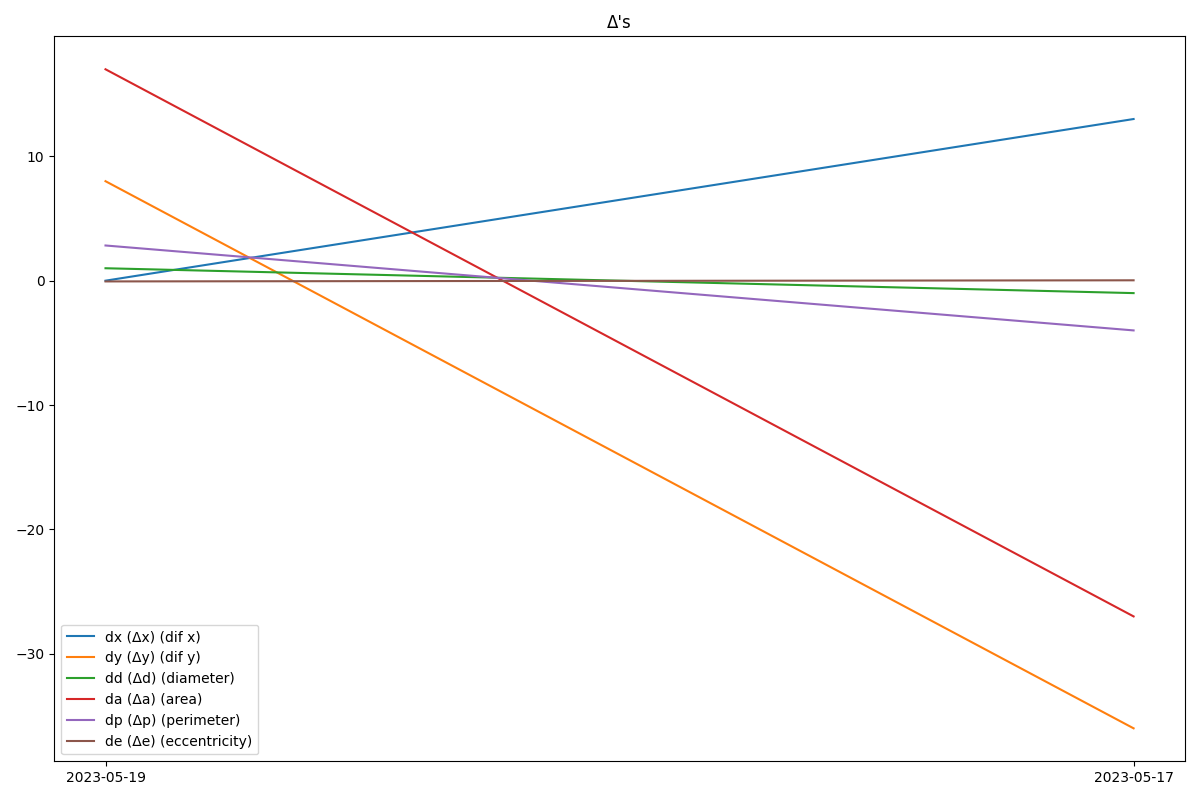 Δ's
10
0
−10
−20
−30
dx (Δx) (dif x)
dy (Δy) (dif y)
dd (Δd) (diameter)
da (Δa) (area)
dp (Δp) (perimeter)
de (Δe) (eccentricity)
2023-05-19 2023-05-17